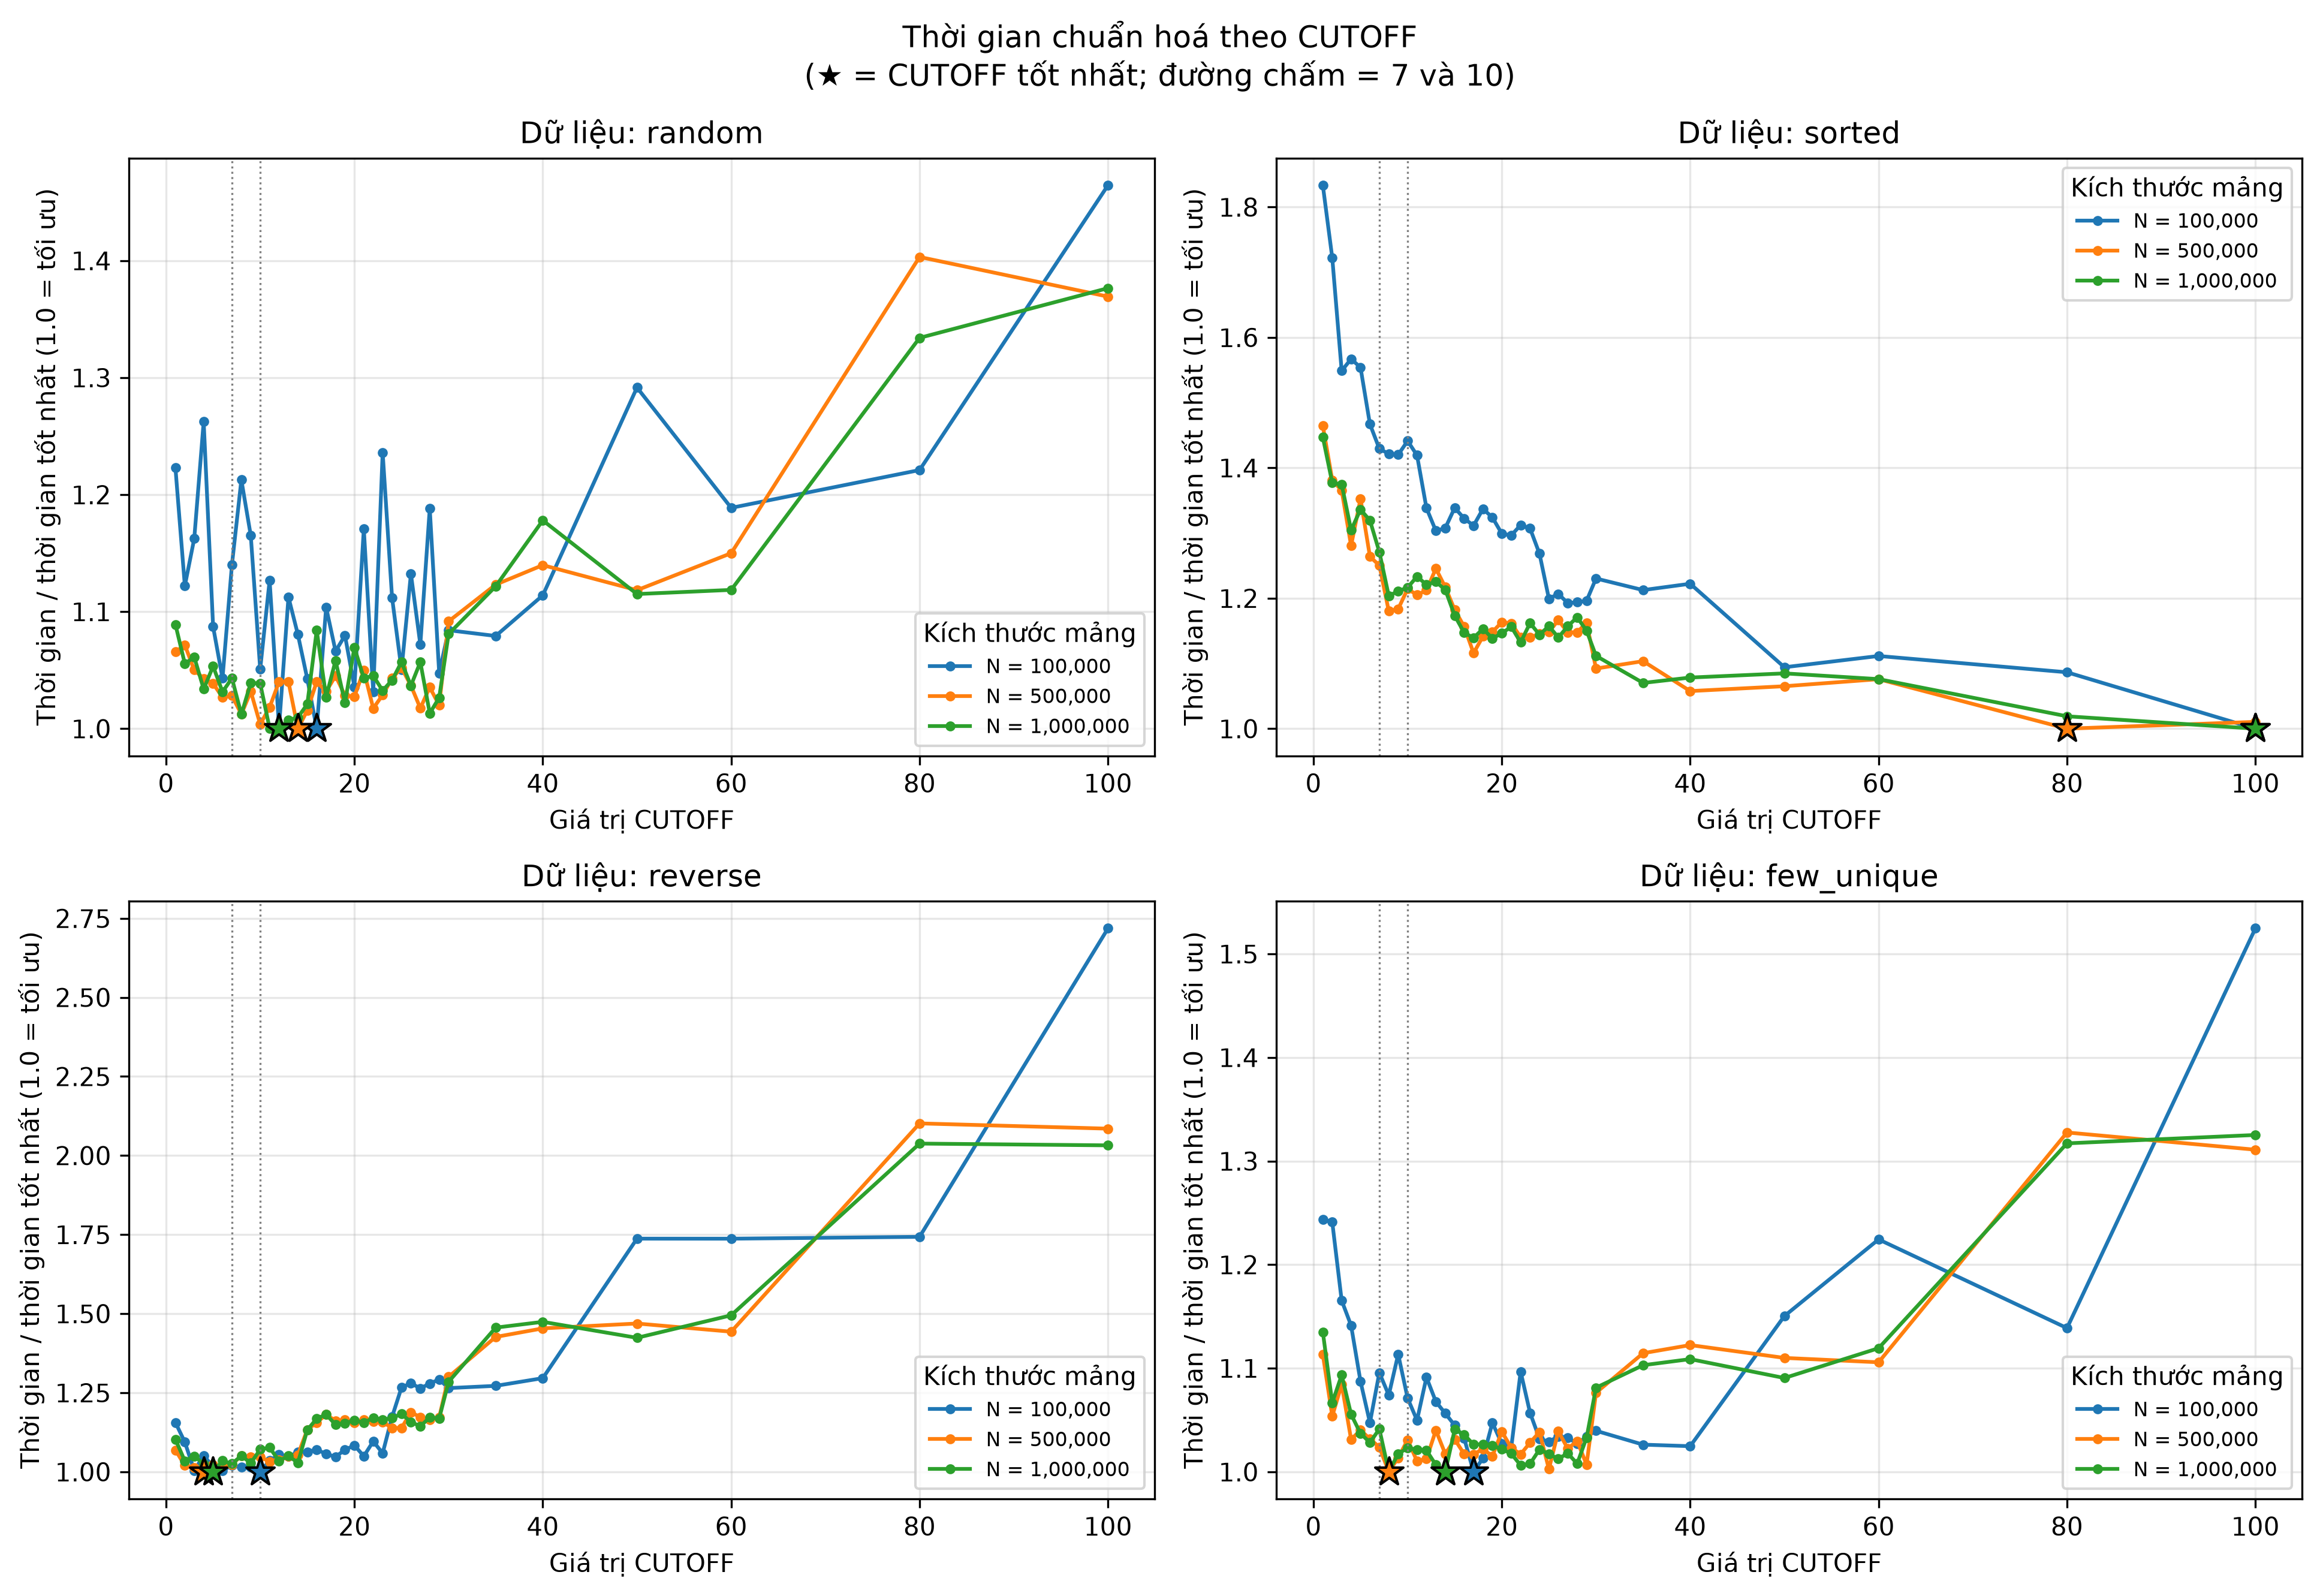 Thời gian chuẩn hoá theo CUTOFF
(★ = CUTOFF tốt nhất; đường chấm = 7 và 10)
Dữ liệu: random
Thời gian / thời gian tốt nhất (1.0 = tối ưu)
1.4
1.3
1.2
1.1
1.0
0 20 40 60 80 100
Giá trị CUTOFF
Kích thước mảng
N = 100,000
N = 500,000
N = 1,000,000
Dữ liệu: sorted
Thời gian / thời gian tốt nhất (1.0 = tối ưu)
1.8
1.6
1.4
1.2
1.0
0 20 40 60 80 100
Giá trị CUTOFF
Kích thước mảng
N = 100,000
N = 500,000
N = 1,000,000
Dữ liệu: reverse
Thời gian / thời gian tốt nhất (1.0 = tối ưu)
2.75
2.50
2.25
2.00
1.75
1.50
1.25
1.00
0 20 40 60 80 100
Giá trị CUTOFF
Kích thước mảng
N = 100,000
N = 500,000
N = 1,000,000
Dữ liệu: few_unique
Thời gian / thời gian tốt nhất (1.0 = tối ưu)
1.5
1.4
1.3
1.2
1.1
1.0
0 20 40 60 80 100
Giá trị CUTOFF
Kích thước mảng
N = 100,000
N = 500,000
N = 1,000,000